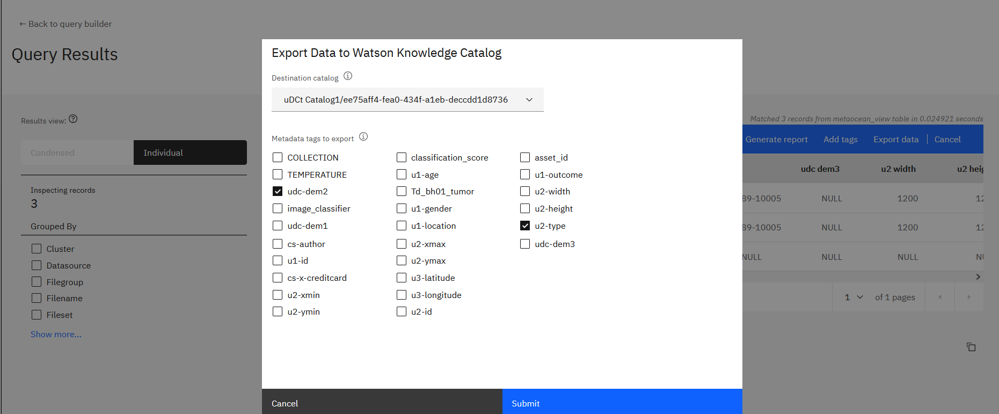 ← Back to query builder
Query Results
Results view:
Condensed
Individual
Inspecting records
3
Grouped By
Cluster
Datasource
Filegroup
Filename
Fileset
Show more...
Export Data to Watson Knowledge Catalog
Destination catalog
uDCt Catalog1/ee75aff4-fea0-434f-a1eb-deccdd1d8736
Metadata tags to export
COLLECTION
TEMPERATURE
udc-dem2
image_classifier
udc-dem1
cs-author
u1-id
cs-x-creditcard
u2-xmin
u2-ymin
classification_score
u1-age
Td_bh01_tumor
u1-gender
u1-location
u2-xmax
u2-ymax
u3-latitude
u3-longitude
u2-id
asset_id
u1-outcome
u2-width
u2-height
u2-type
udc-dem3
Cancel
Submit
Matched 3 records from metaocean_view table in 0.024921 seconds
Generate report Add tags Export data | Cancel
udc dem3 u2 width u2 heig
89-10005 NULL 1200 12
89-10005 NULL 1200 12
NULL NULL NULL NU
1 of 1 pages